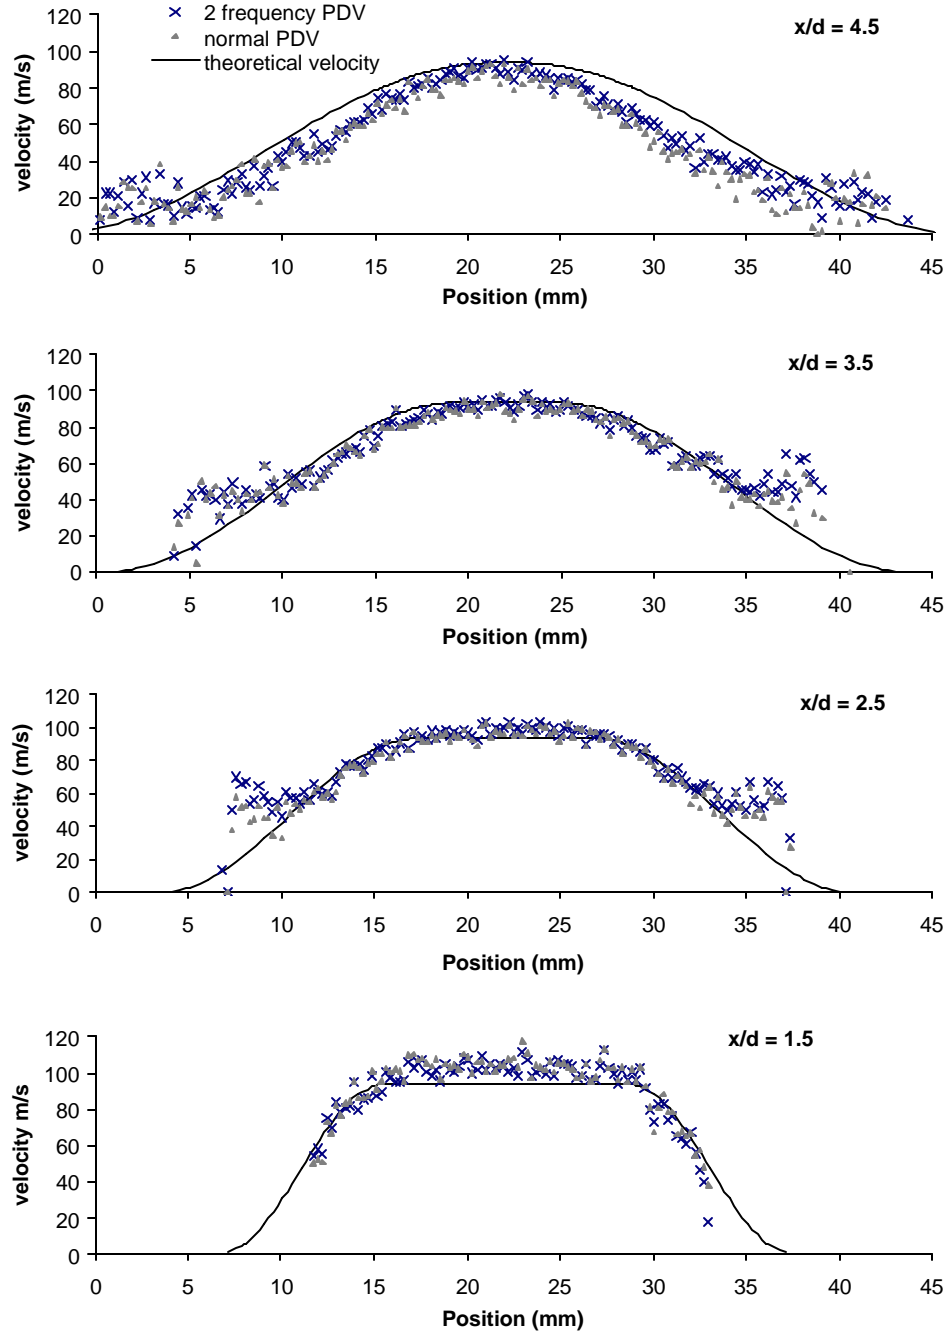 2 frequency PDV
normal PDV
theoretical velocity
x/d = 4.5
velocity (m/s)
120
100
80
60
40
20
0
0 5 10 15 20 25 30 35 40 45
Position (mm)
x/d = 3.5
velocity (m/s)
120
100
80
60
40
20
0
0 5 10 15 20 25 30 35 40 45
Position (mm)
x/d = 2.5
velocity (m/s)
120
100
80
60
40
20
0
0 5 10 15 20 25 30 35 40 45
Position (mm)
x/d = 1.5
velocity m/s
120
100
80
60
40
20
0
0 5 10 15 20 25 30 35 40 45
Position (mm)